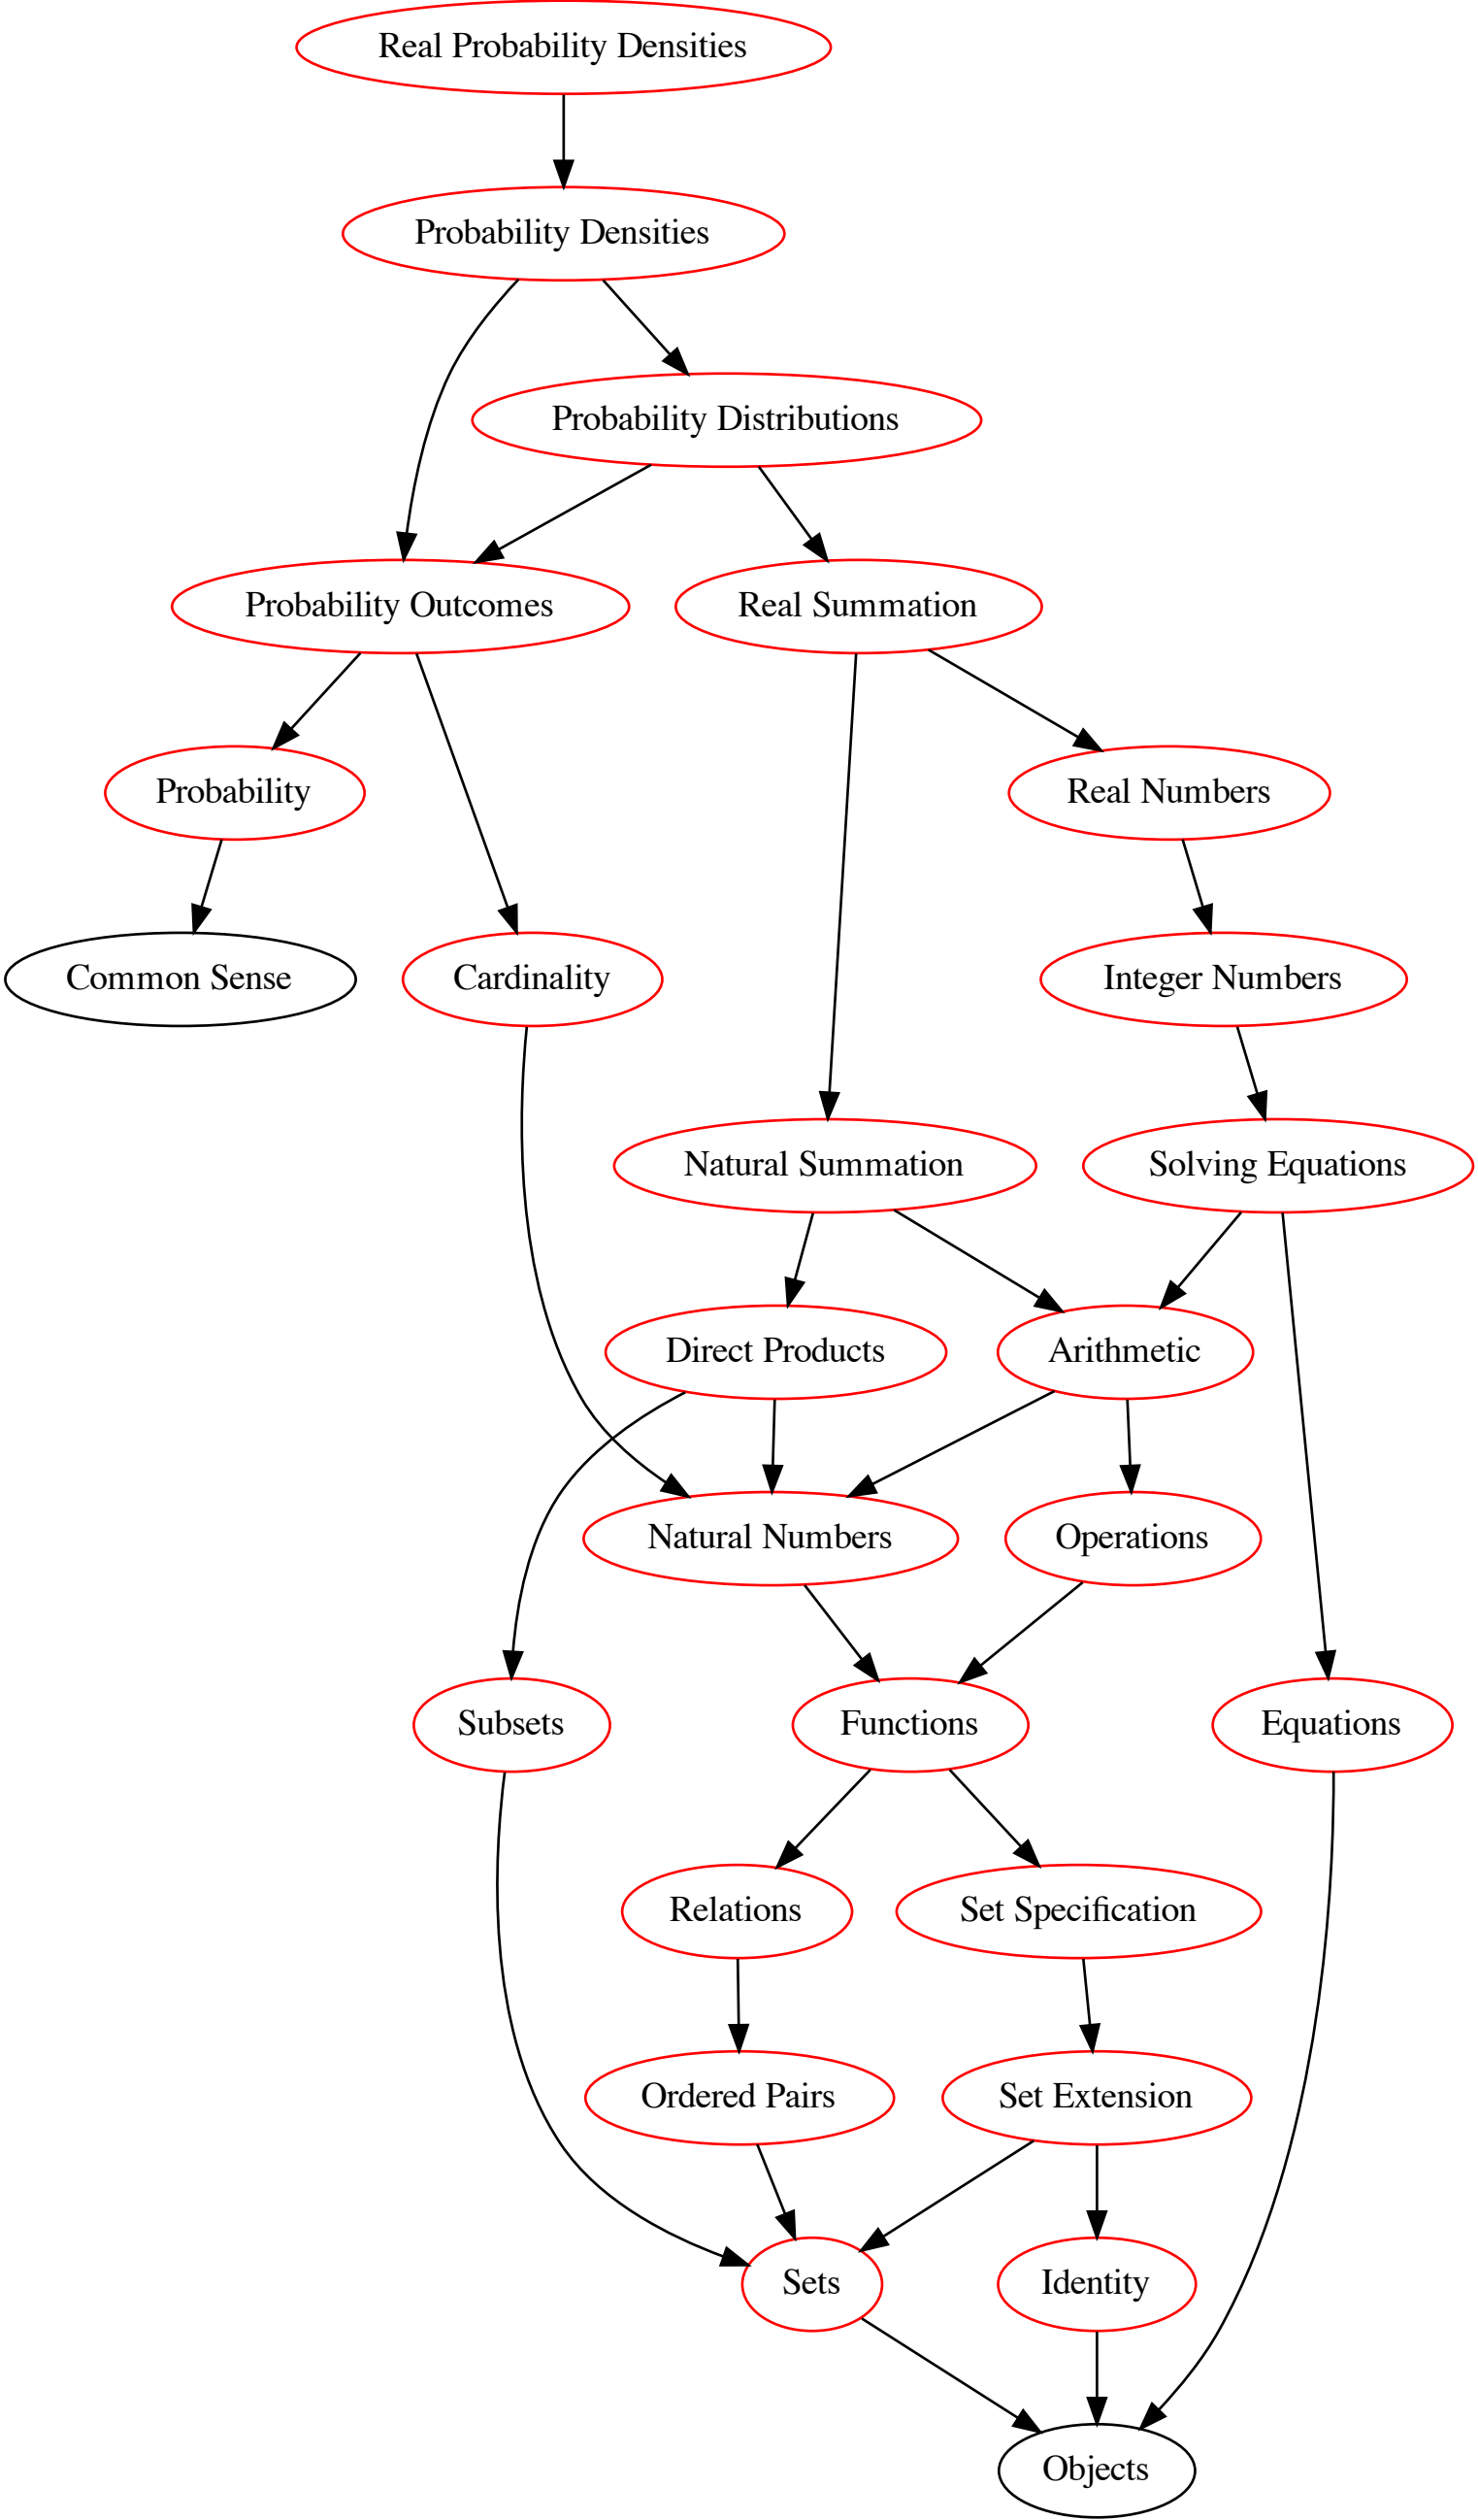 Real Probability Densities
Probability Densities
Probability Distributions
Probability Outcomes
Real Summation
Probability
Real Numbers
Common Sense
Cardinality
Integer Numbers
Natural Summation
Solving Equations
Direct Products
Arithmetic
Natural Numbers
Operations
Subsets
Functions
Equations
Relations
Set Specification
Ordered Pairs
Set Extension
Sets
Identity
Objects